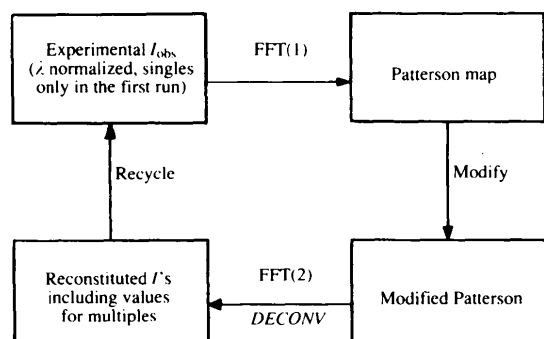 Experimental I_obs
(λ normalized, singles
only in the first run)
FFT(1)
Patterson map
Recycle
Modify
Reconstituted I's
including values
for multiples
FFT(2)
DECONV
Modified Patterson